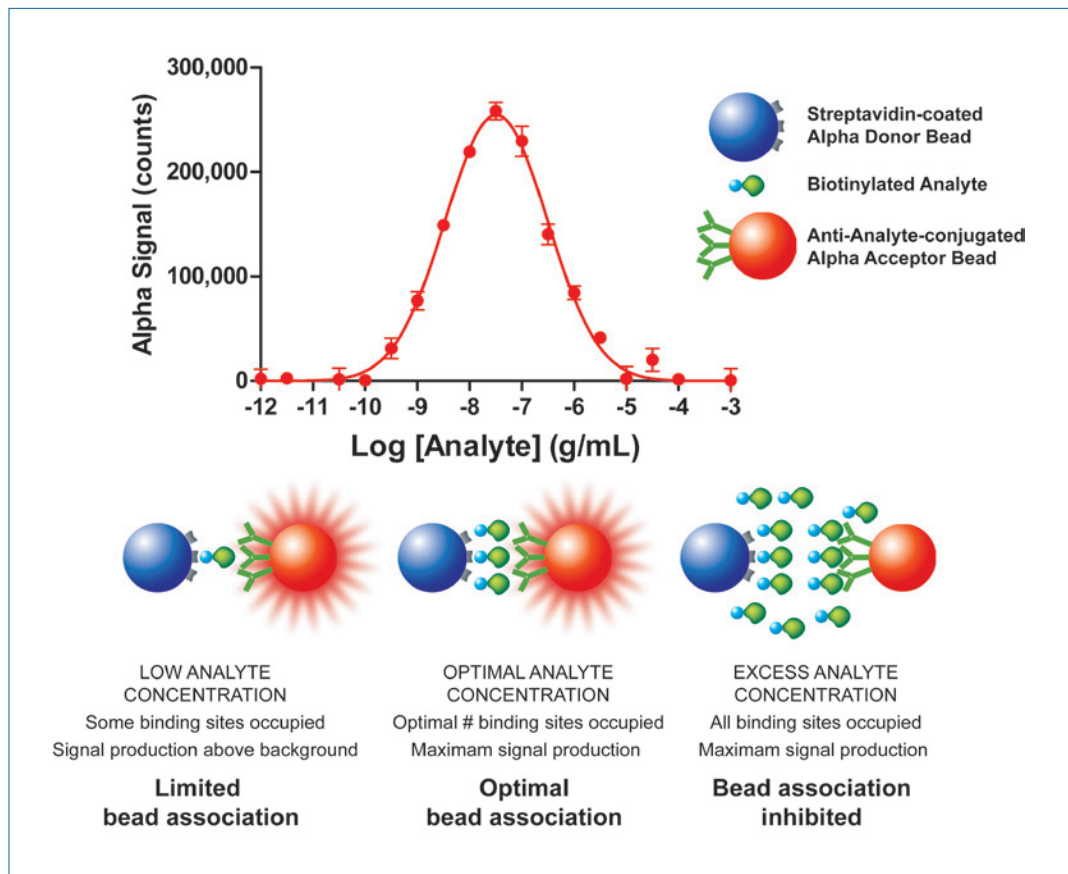 300,000
200,000
100,000
0
Alpha Signal (counts)
-12 -11 -10 -9 -8 -7 -6 -5 -4 -3
Log [Analyte] (g/mL)
Streptavidin-coated
Alpha Donor Bead
Biotinylated Analyte
Anti-Analyte-conjugated
Alpha Acceptor Bead
LOW ANALYTE
CONCENTRATION
Some binding sites occupied
Signal production above background
Limited
bead association
OPTIMAL ANALYTE
CONCENTRATION
Optimal # binding sites occupied
Maximam signal production
Optimal
bead association
EXCESS ANALYTE
CONCENTRATION
All binding sites occupied
Maximam signal production
Bead association
inhibited